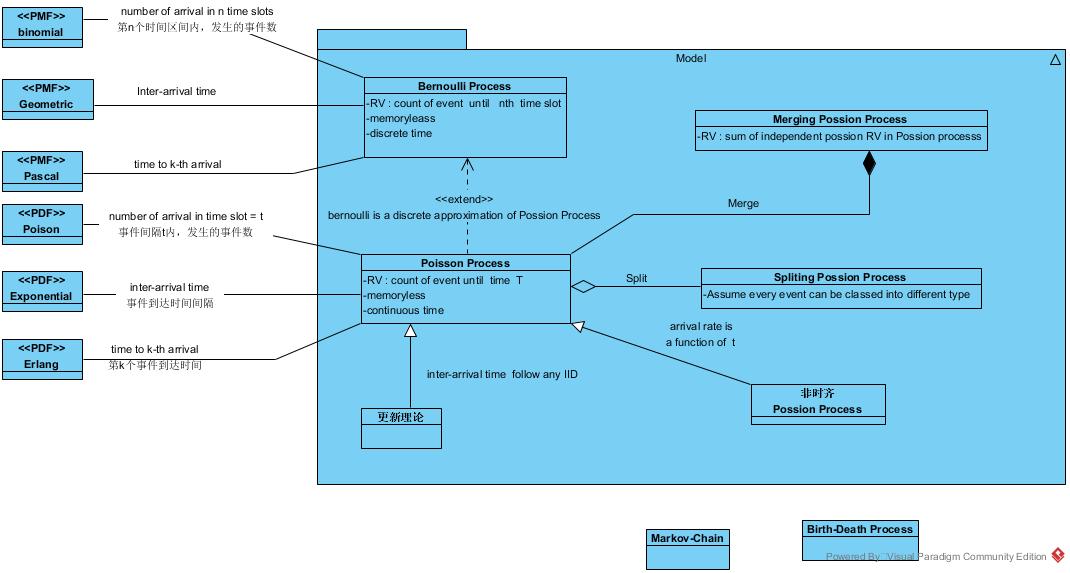 <<PMF>>
binomial
number of arrival in n time slots
第n个时间区间内，发生的事件数
<<PMF>>
Geometric
Inter-arrival time
<<PMF>>
Pascal
time to k-th arrival
<<PDF>>
Poison
number of arrival in time slot = t
事件间隔t内，发生的事件数
<<PDF>>
Exponential
inter-arrival time
事件到达时间间隔
<<PDF>>
Erlang
time to k-th arrival
第k个事件到达时间
Model
Bernoulli Process
-RV : count of event until nth time slot
-memoryleass
-discrete time
Merging Possion Process
-RV : sum of independent possion RV in Possion processs
<<extend>>
bernoulli is a discrete approximation of Possion Process
Merge
Poisson Process
-RV : count of event until time T
-memoryless
-continuous time
Split
Spliting Possion Process
-Assume every event can be classed into different type
arrival rate is
a function of t
inter-arrival time follow any IID
更新理论
非时齐
Possion Process
Markov-Chain
Birth-Death Process
Powered By Visual Paradigm Community Edition